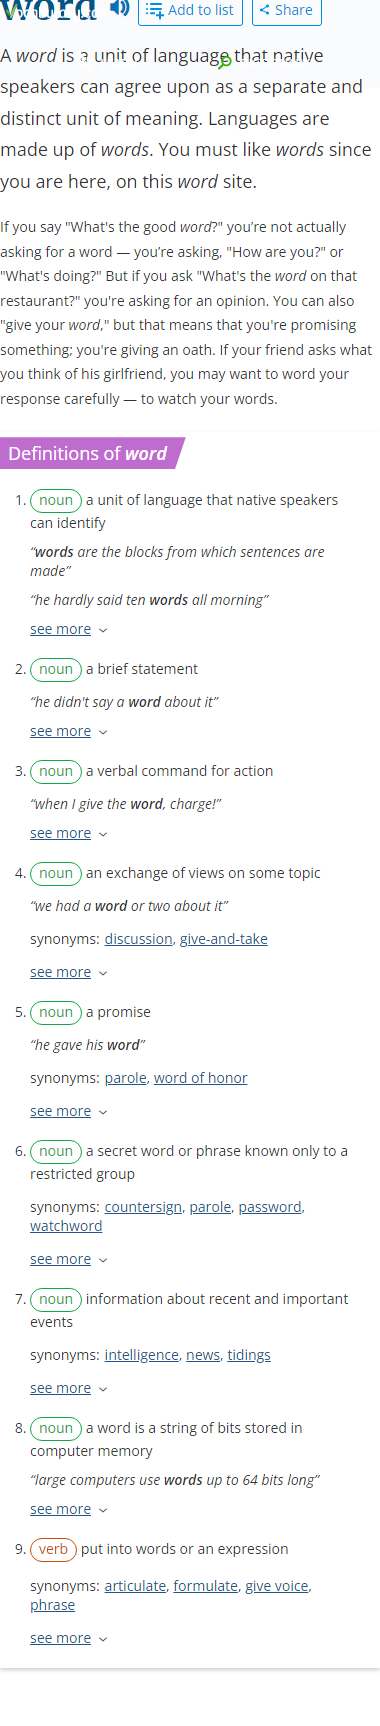 word Add to list Share
A word is a unit of language that native
speakers can agree upon as a separate and
distinct unit of meaning. Languages are
made up of words. You must like words since
you are here, on this word site.
If you say "What's the good word?" you’re not actually
asking for a word — you’re asking, "How are you?" or
"What's doing?" But if you ask "What's the word on that
restaurant?" you're asking for an opinion. You can also
"give your word," but that means that you're promising
something; you're giving an oath. If your friend asks what
you think of his girlfriend, you may want to word your
response carefully — to watch your words.
Definitions of word
1. noun a unit of language that native speakers
can identify
“words are the blocks from which sentences are
made”
“he hardly said ten words all morning”
see more
2. noun a brief statement
“he didn't say a word about it”
see more
3. noun a verbal command for action
“when I give the word, charge!”
see more
4. noun an exchange of views on some topic
“we had a word or two about it”
synonyms: discussion, give-and-take
see more
5. noun a promise
“he gave his word”
synonyms: parole, word of honor
see more
6. noun a secret word or phrase known only to a
restricted group
synonyms: countersign, parole, password,
watchword
see more
7. noun information about recent and important
events
synonyms: intelligence, news, tidings
see more
8. noun a word is a string of bits stored in
computer memory
“large computers use words up to 64 bits long”
see more
9. verb put into words or an expression
synonyms: articulate, formulate, give voice,
phrase
see more